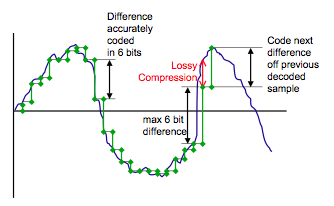 Difference
accurately
coded
in 6 bits
Lossy
Compression
Code next
difference
off previous
decoded
sample
max 6 bit
difference